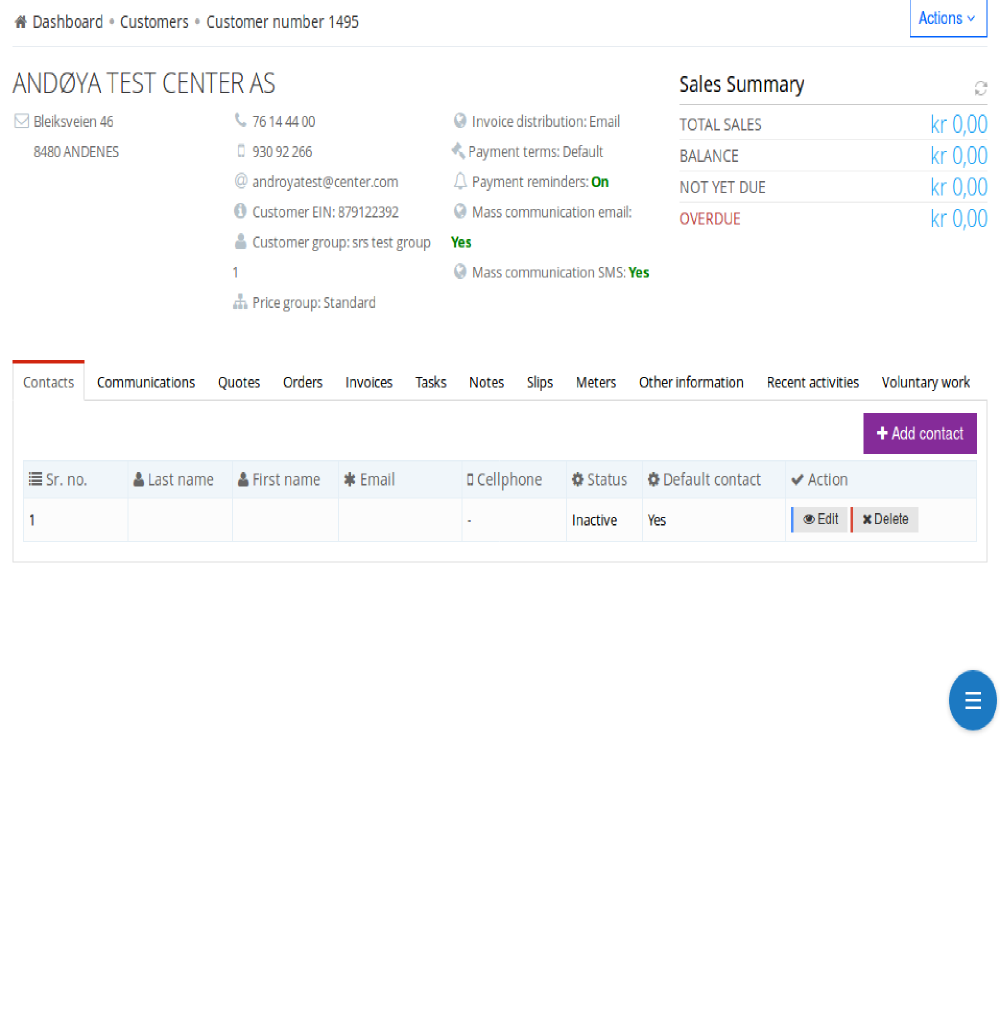 Dashboard • Customers • Customer number 1495
Actions
ANDØYA TEST CENTER AS
Bleiksveien 46
8480 ANDENES
76 14 44 00
930 92 266
androyatest@center.com
Customer EIN: 879122392
Customer group: srs test group
1
Price group: Standard
Invoice distribution: Email
Payment terms: Default
Payment reminders: On
Mass communication email:
Yes
Mass communication SMS: Yes
Sales Summary
TOTAL SALES kr 0,00
BALANCE kr 0,00
NOT YET DUE kr 0,00
OVERDUE kr 0,00
Contacts Communications Quotes Orders Invoices Tasks Notes Slips Meters Other information Recent activities Voluntary work
+ Add contact
Sr. no. Last name First name Email Cellphone Status Default contact Action
1 - Inactive Yes Edit Delete